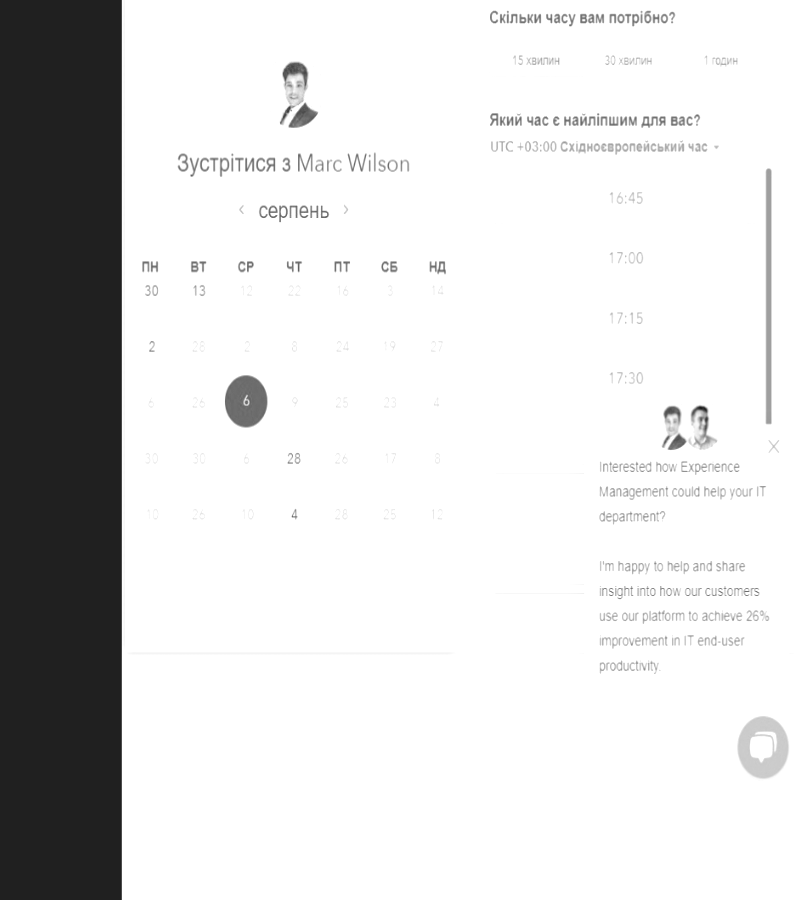 Зустрітися з Marc Wilson
серпень
ПН ВТ СР ЧТ ПТ СБ НД
30 13 12 22 16 3 14
2 28 2 8 24 19 27
6 26 6 9 25 23 4
30 30 6 28 26 17 8
10 26 10 4 28 25 12
Скільки часу вам потрібно?
15 хвилин 30 хвилин 1 годин
Який час є найліпшим для вас?
UTC +03:00 Східноєвропейський час
16:45
17:00
17:15
17:30
Interested how Experience
Management could help your IT
department?
I'm happy to help and share
insight into how our customers
use our platform to achieve 26%
improvement in IT end-user
productivity.